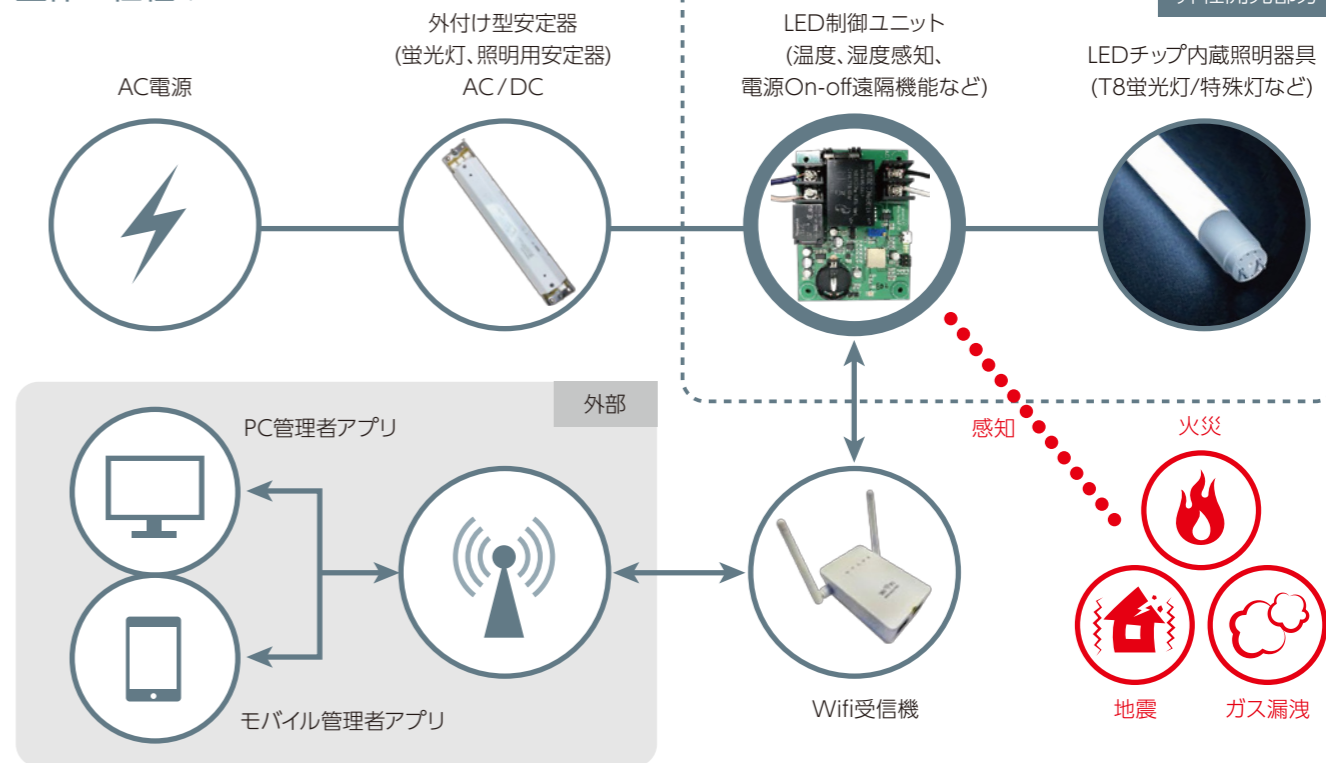 外付け型安定器
(蛍光灯、照明用安定器)
AC/DC
AC電源
LED制御ユニット
(温度、湿度感知、
電源On-off遠隔機能など)
LEDチップ内蔵照明器具
(T8蛍光灯/特殊灯など)
外部
PC管理者アプリ
モバイル管理者アプリ
Wifi受信機
感知
火災
地震
ガス漏洩